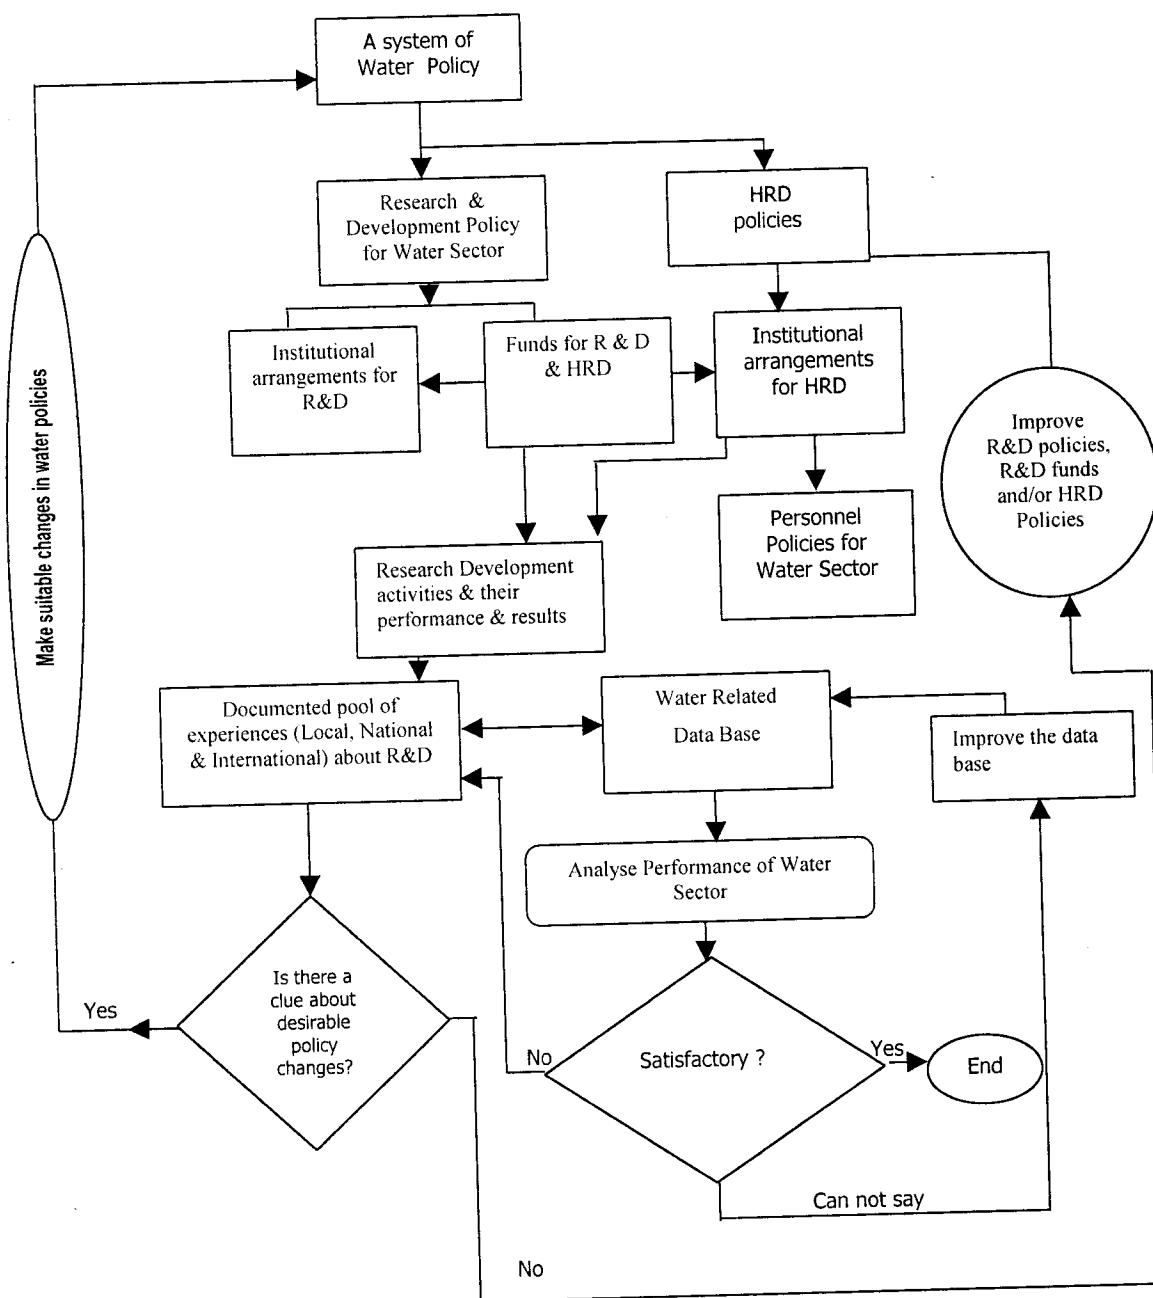 A system of
Water Policy
Research &
Development Policy
for Water Sector
HRD
policies
Institutional
arrangements for
R&D
Funds for R & D
& HRD
Institutional
arrangements
for HRD
Improve
R&D policies,
R&D funds
and/or HRD
Policies
Personnel
Policies for
Water Sector
Make suitable changes in water policies
Research Development
activities & their
performance & results
Documented pool of
experiences (Local, National
& International) about R&D
Water Related
Data Base
Improve the data
base
Analyse Performance of Water
Sector
Is there a
clue about
desirable
policy
changes?
Yes
No
Satisfactory ?
Yes
End
Can not say
No